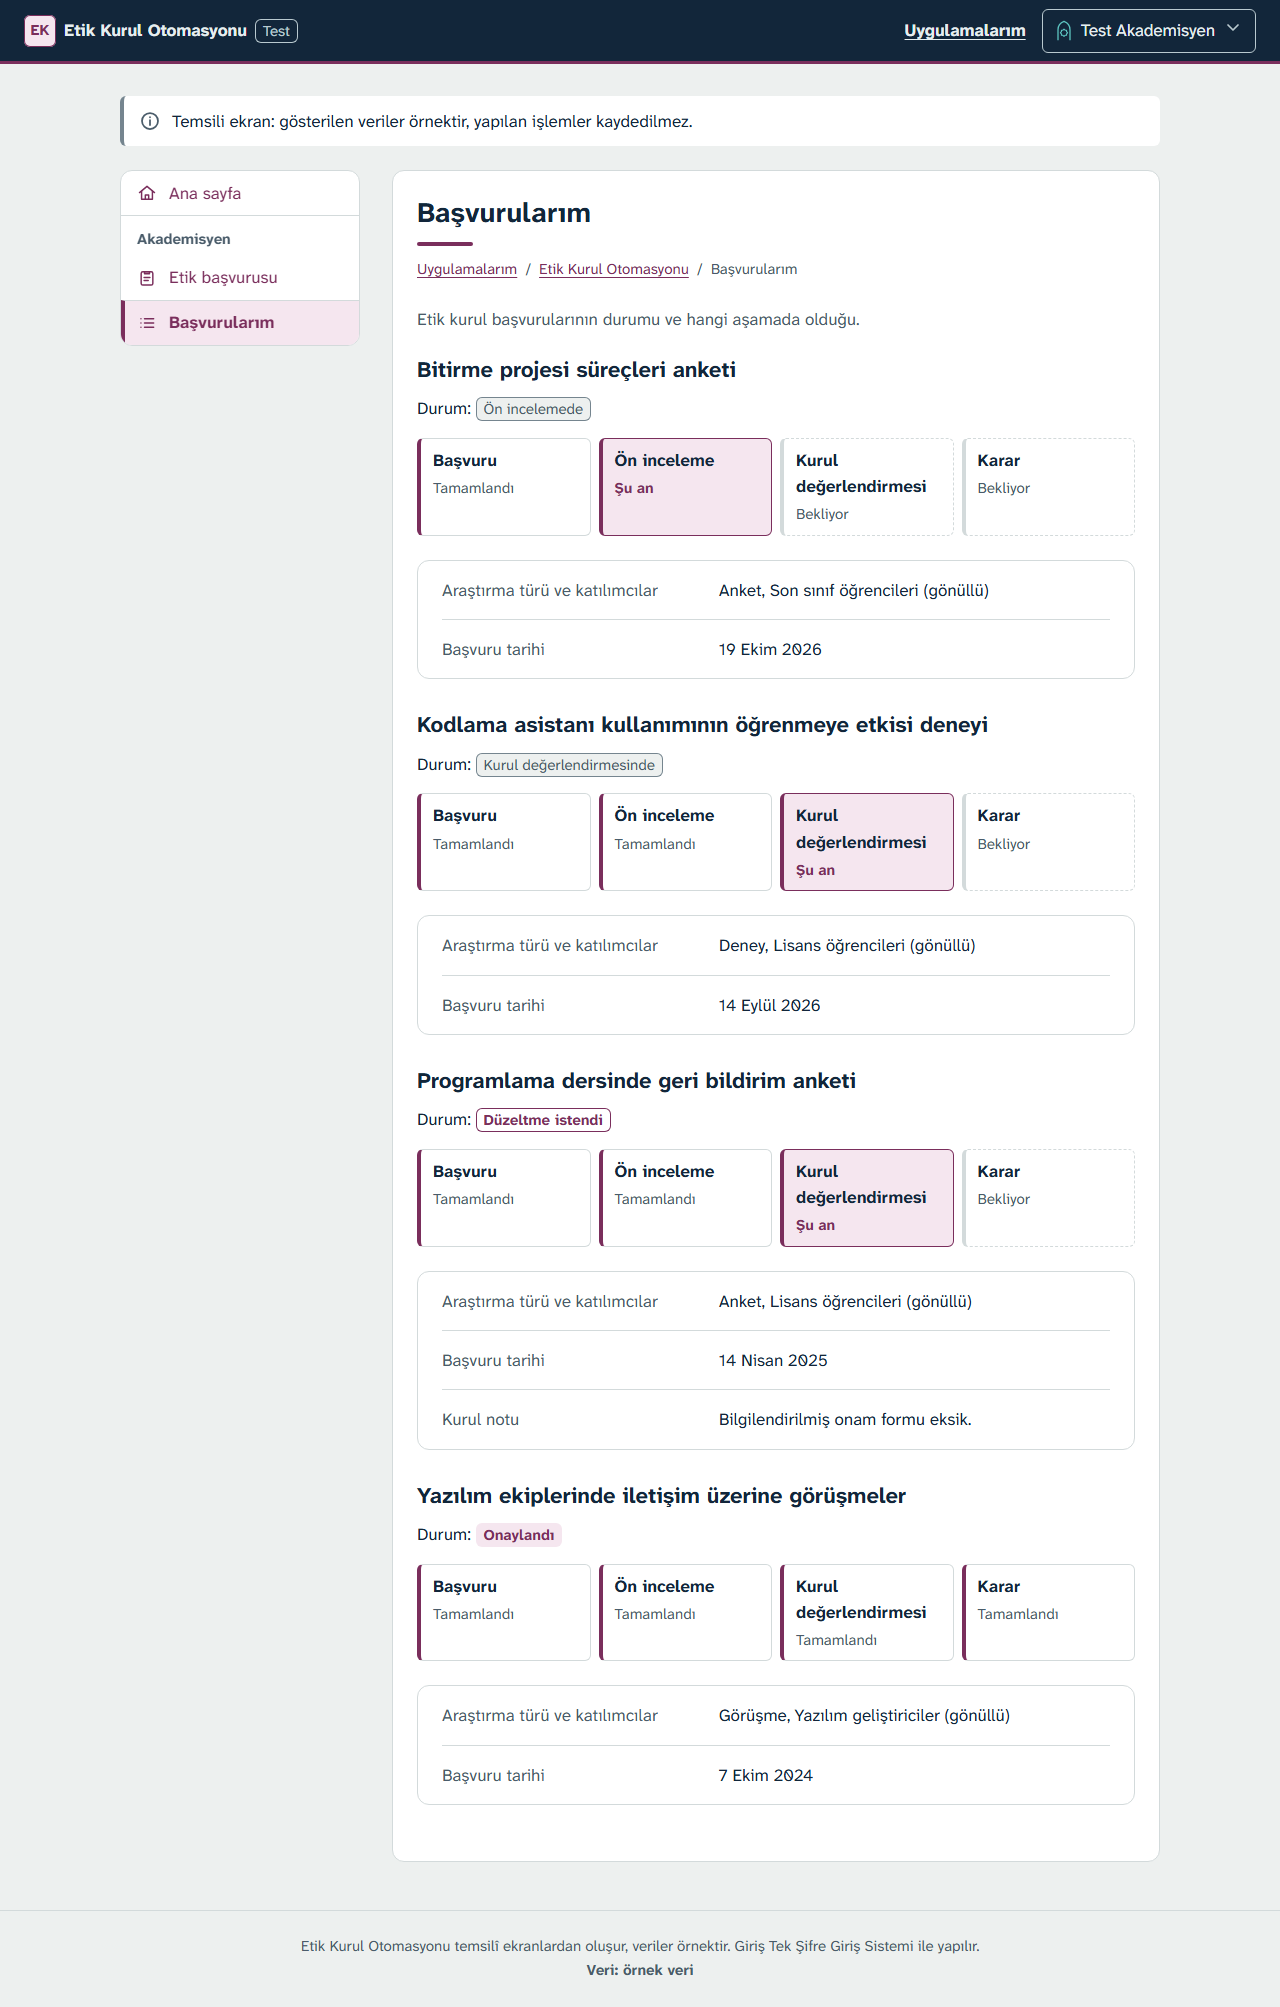 EK Etik Kurul Otomasyonu Test
Uygulamalarım
Test Akademisyen
Temsili ekran: gösterilen veriler örnektir, yapılan işlemler kaydedilmez.
Ana sayfa
Akademisyen
Etik başvurusu
Başvurularım
Başvurularım
Uygulamalarım / Etik Kurul Otomasyonu / Başvurularım
Etik kurul başvurularının durumu ve hangi aşamada olduğu.
Bitirme projesi süreçleri anketi
Durum: Ön incelemede
Başvuru
Tamamlandı
Ön inceleme
Şu an
Kurul
değerlendirmesi
Bekliyor
Karar
Bekliyor
Araştırma türü ve katılımcılar Anket, Son sınıf öğrencileri (gönüllü)
Başvuru tarihi 19 Ekim 2026
Kodlama asistanı kullanımının öğrenmeye etkisi deneyi
Durum: Kurul değerlendirmesinde
Başvuru
Tamamlandı
Ön inceleme
Tamamlandı
Kurul
değerlendirmesi
Şu an
Karar
Bekliyor
Araştırma türü ve katılımcılar Deney, Lisans öğrencileri (gönüllü)
Başvuru tarihi 14 Eylül 2026
Programlama dersinde geri bildirim anketi
Durum: Düzeltme istendi
Başvuru
Tamamlandı
Ön inceleme
Tamamlandı
Kurul
değerlendirmesi
Şu an
Karar
Bekliyor
Araştırma türü ve katılımcılar Anket, Lisans öğrencileri (gönüllü)
Başvuru tarihi 14 Nisan 2025
Kurul notu Bilgilendirilmiş onam formu eksik.
Yazılım ekiplerinde iletişim üzerine görüşmeler
Durum: Onaylandı
Başvuru
Tamamlandı
Ön inceleme
Tamamlandı
Kurul
değerlendirmesi
Tamamlandı
Karar
Tamamlandı
Araştırma türü ve katılımcılar Görüşme, Yazılım geliştiriciler (gönüllü)
Başvuru tarihi 7 Ekim 2024
Etik Kurul Otomasyonu temsilî ekranlardan oluşur, veriler örnektir. Giriş Tek Şifre Giriş Sistemi ile yapılır.
Veri: örnek veri